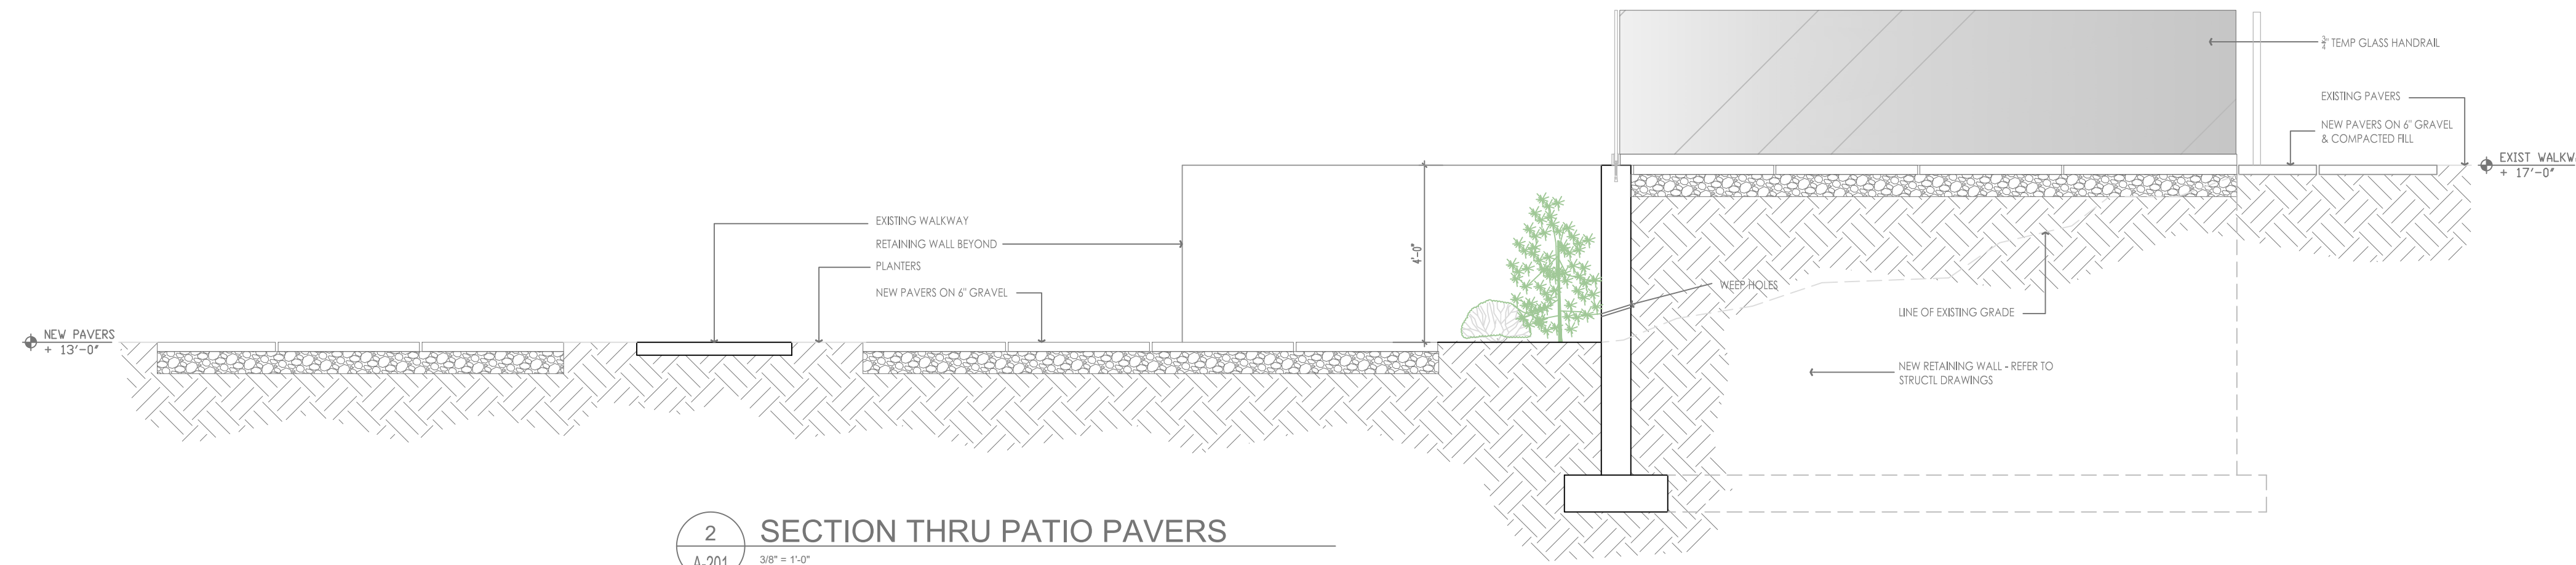 3/4" TEMP GLASS HANDRAIL
EXISTING PAVERS
NEW PAVERS ON 6" GRAVEL
& COMPACTED FILL
EXIST WALKW
+ 17'-0"
EXISTING WALKWAY
RETAINING WALL BEYOND
PLANTERS
NEW PAVERS ON 6" GRAVEL
4'-0"
WEEP HOLES
LINE OF EXISTING GRADE
NEW PAVERS
+ 13'-0"
NEW RETAINING WALL - REFER TO
STRUCTL DRAWINGS
2
A-201
SECTION THRU PATIO PAVERS
3/8" = 1'-0"